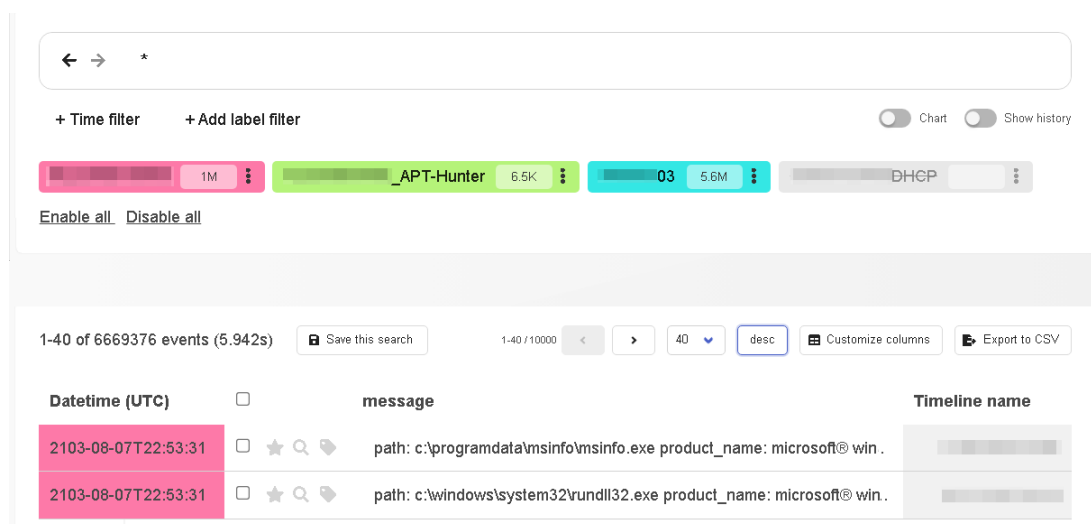 *
+ Time filter + Add label filter Chart Show history
1M _APT-Hunter 6.5K 03 5.6M DHCP
Enable all Disable all
1-40 of 6669376 events (5.942s) Save this search 1-40 / 10000 40 desc Customize columns Export to CSV
Datetime (UTC) message Timeline name
2103-08-07T22:53:31 path: c:\programdata\msinfo\msinfo.exe product_name: microsoft® win.
2103-08-07T22:53:31 path: c:\windows\system32\rundll32.exe product_name: microsoft® win..